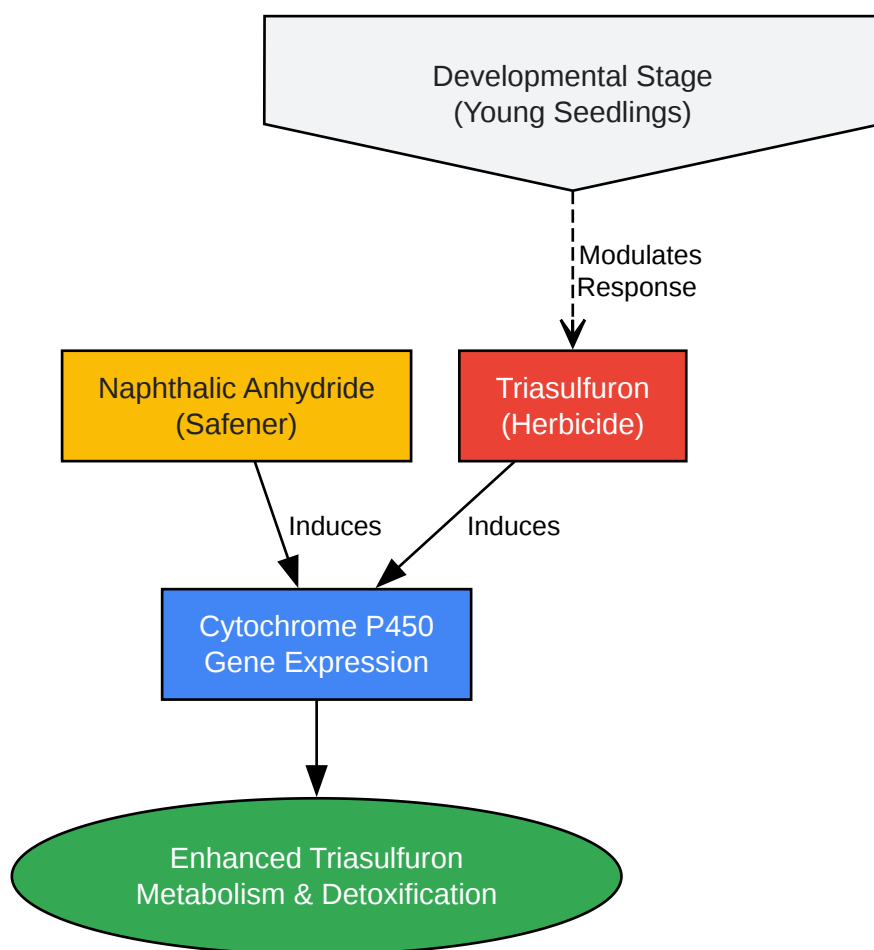 Developmental Stage
(Young Seedlings)
Modulates
Response
Naphthalic Anhydride
(Safener)
Triasulfuron
(Herbicide)
Induces
Induces
Cytochrome P450
Gene Expression
Enhanced Triasulfuron
Metabolism & Detoxification